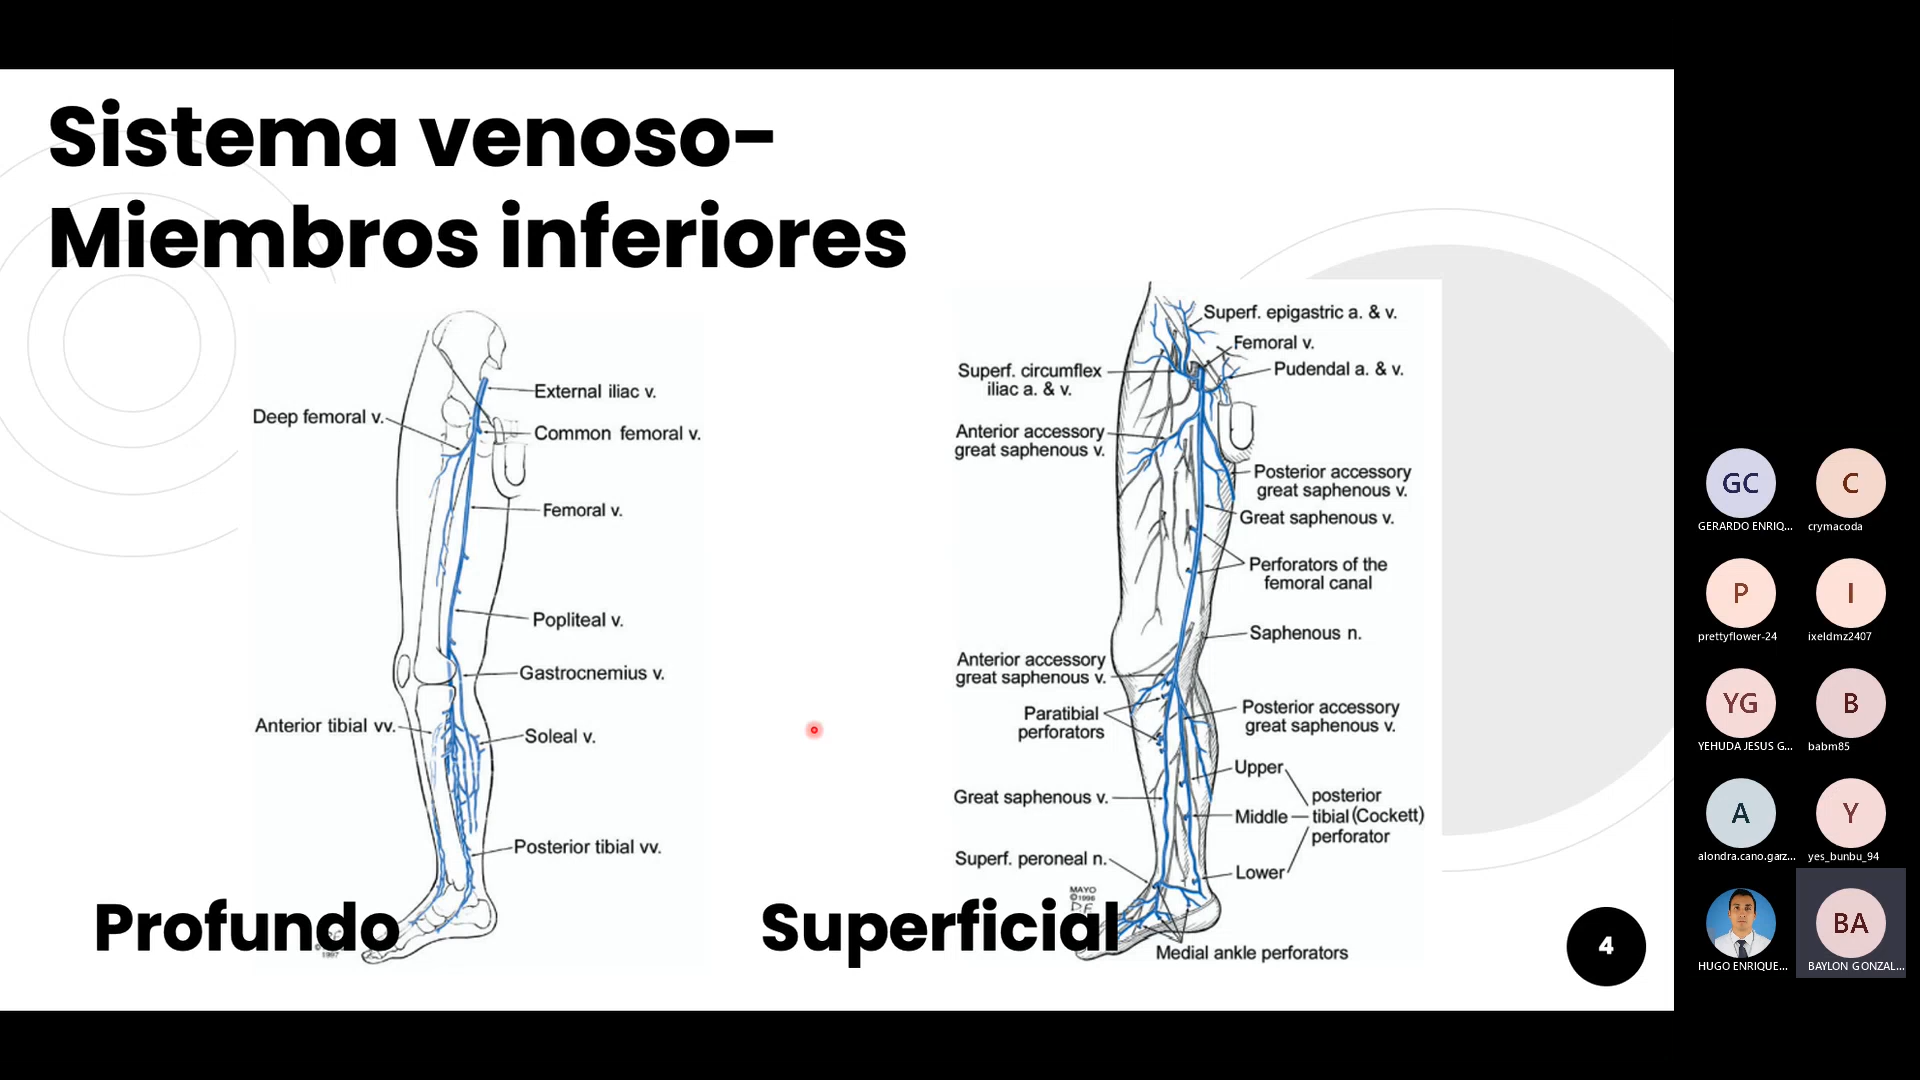 Sistema venoso-
Miembros inferiores
External iliac v.
Deep femoral v.
Common femoral v.
Femoral v.
Popliteal v.
Gastrocnemius v.
Anterior tibial vv.
Soleal v.
Posterior tibial vv.
1997
Profundo
Superf. epigastric a. & v.
Femoral v.
Superf. circumflex
iliac a. & v.
Pudendal a. & v.
Anterior accessory
great saphenous v.
Posterior accessory
great saphenous v.
Great saphenous v.
Perforators of the
femoral canal
Saphenous n.
Anterior accessory
great saphenous v.
Paratibial
perforators
Posterior accessory
great saphenous v.
Upper
Great saphenous v.
Middle
posterior
tibial (Cockett)
perforator
Superf. peroneal n.
Lower
MAYO
©1996
Superficial
Medial ankle perforators
4
GC
GERARDO ENRIQ...
C
crymacoda
P
prettyflower-24
I
ixeldmz2407
YG
YEHUDA JESUS G...
B
babm85
A
alondra.cano.garz...
Y
yes_bunbu_94
HUGO ENRIQUE...
BA
BAYLON GONZAL...